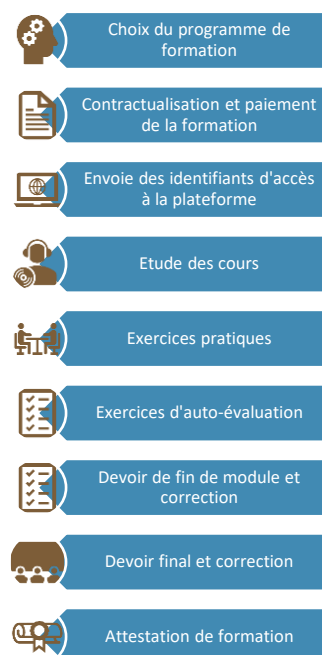 Choix du programme de
formation
Contractualisation et paiement
de la formation
Envoie des identifiants d'accès
à la plateforme
Etude des cours
Exercices pratiques
Exercices d'auto-évaluation
Devoir de fin de module et
correction
Devoir final et correction
Attestation de formation